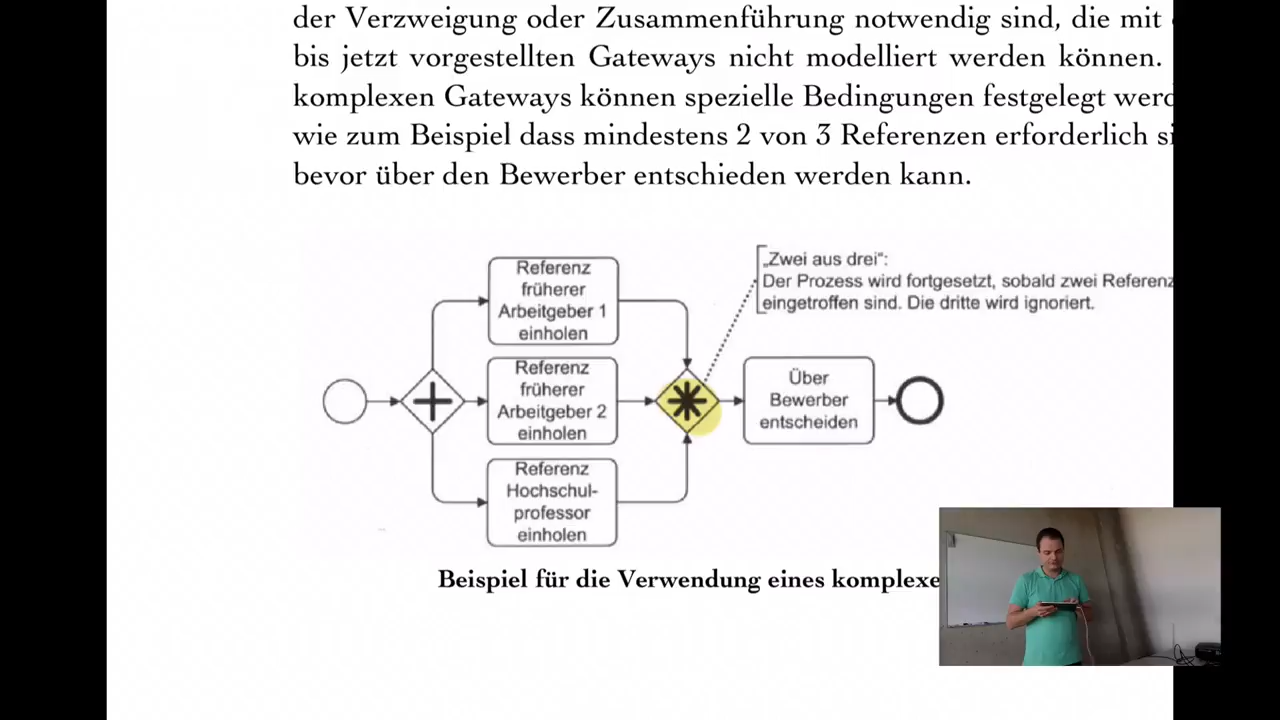 der Verzweigung oder Zusammenführung notwendig sind, die mit
bis jetzt vorgestellten Gateways nicht modelliert werden können.
komplexen Gateways können spezielle Bedingungen festgelegt werd
wie zum Beispiel dass mindestens 2 von 3 Referenzen erforderlich si
bevor über den Bewerber entschieden werden kann.
„Zwei aus drei“:
Der Prozess wird fortgesetzt, sobald zwei Referenz
eingetroffen sind. Die dritte wird ignoriert.
Referenz
früherer
Arbeitgeber 1
einholen
Referenz
früherer
Arbeitgeber 2
einholen
Referenz
Hochschul-
professor
einholen
Über
Bewerber
entscheiden
Beispiel für die Verwendung eines komplexe